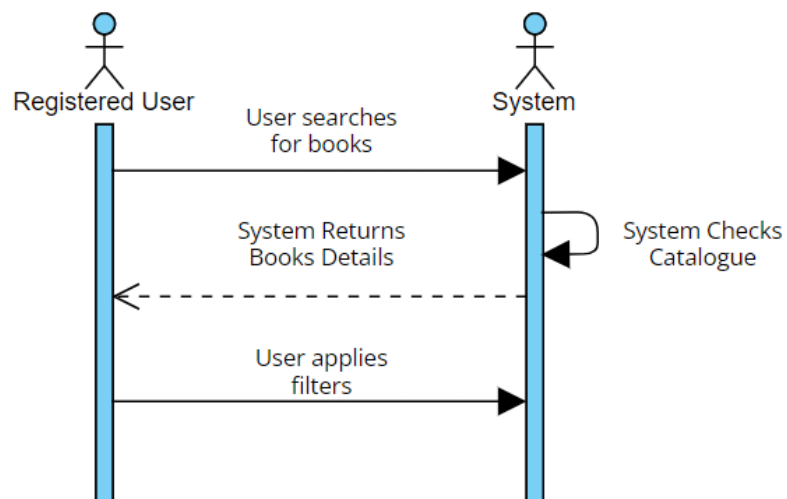 Registered User
System
User searches
for books
System Checks
Catalogue
System Returns
Books Details
User applies
filters